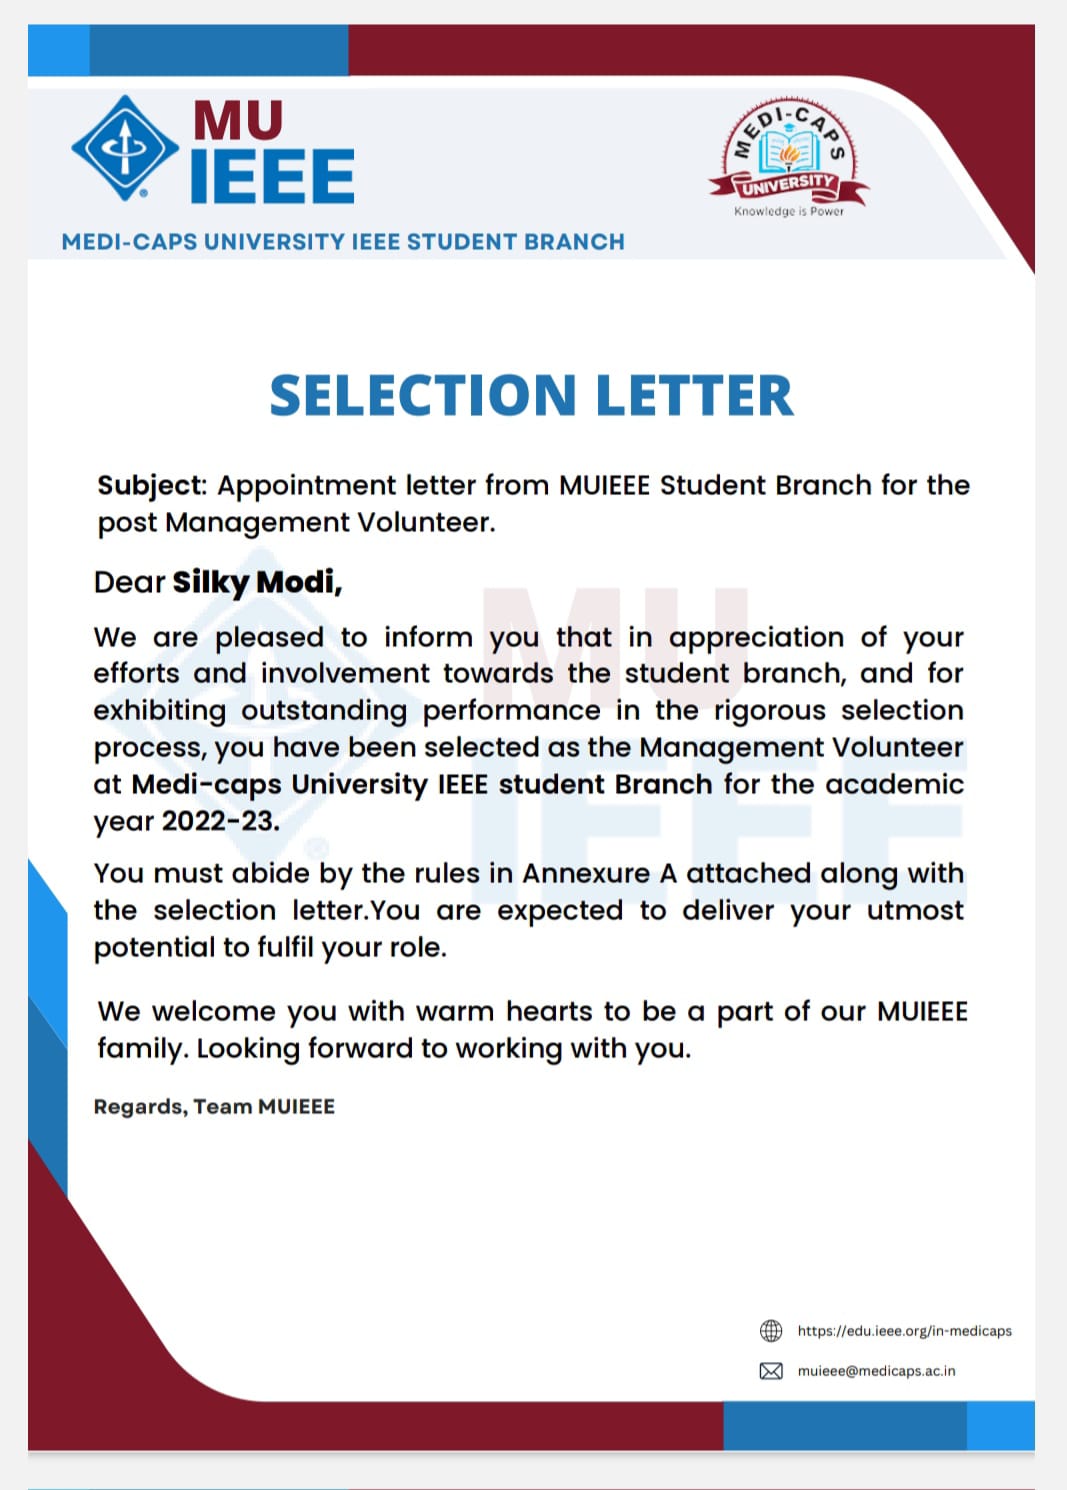 MU
IEEE
MEDI-CAPS UNIVERSITY IEEE STUDENT BRANCH
MEDI-CAPS
UNIVERSITY
Knowledge is Power
SELECTION LETTER
Subject: Appointment letter from MUIEEE Student Branch for the
post Management Volunteer.
Dear Silky Modi,
We are pleased to inform you that in appreciation of your
efforts and involvement towards the student branch, and for
exhibiting outstanding performance in the rigorous selection
process, you have been selected as the Management Volunteer
at Medi-caps University IEEE student Branch for the academic
year 2022-23.
You must abide by the rules in Annexure A attached along with
the selection letter.You are expected to deliver your utmost
potential to fulfil your role.
We welcome you with warm hearts to be a part of our MUIEEE
family. Looking forward to working with you.
Regards, Team MUIEEE
https://edu.ieee.org/in-medicaps
muieee@medicaps.ac.in
MU
IEEE